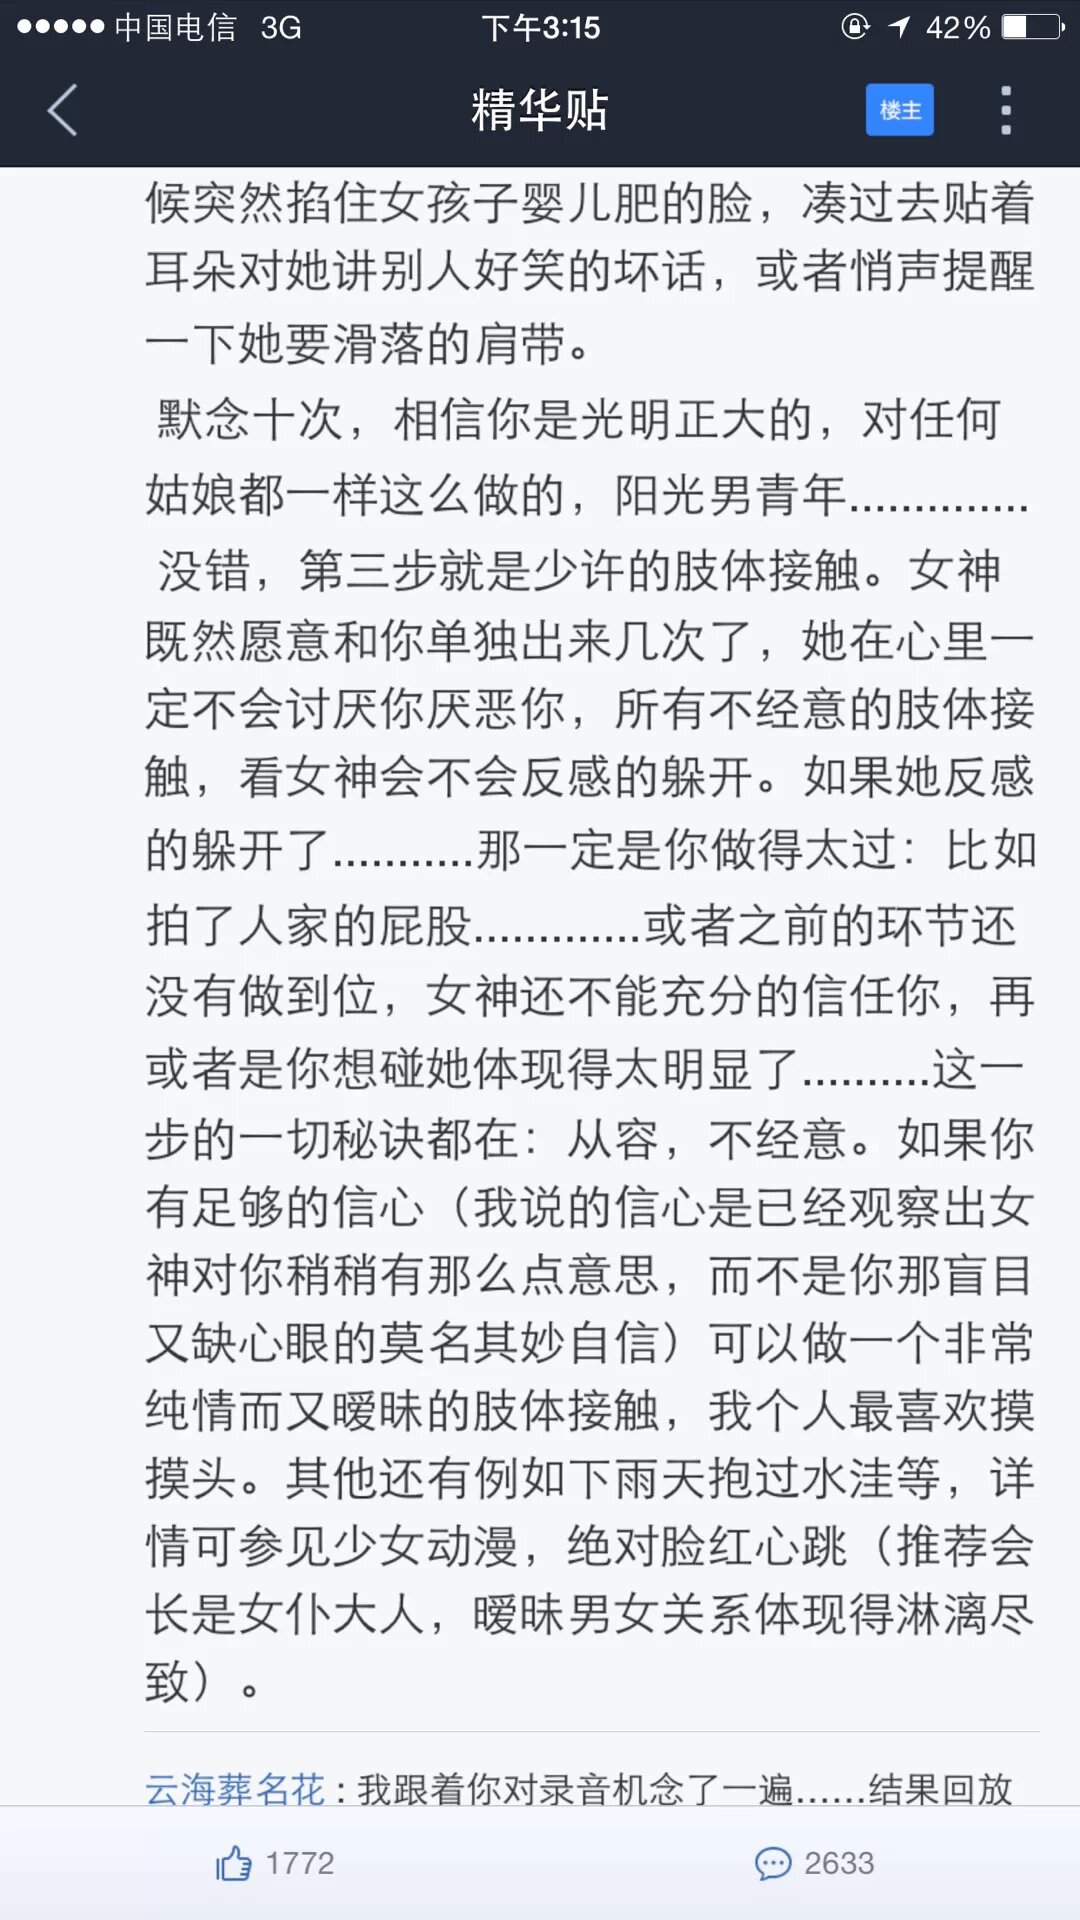 中国电信 3G 下午3:15 42%
精华贴 楼主
候突然掐住女孩子婴儿肥的脸，凑过去贴着
耳朵对她讲别人好笑的坏话，或者悄声提醒
一下她要滑落的肩带。
默念十次，相信你是光明正大的，对任何
姑娘都一样这么做的，阳光男青年..............
没错，第三步就是少许的肢体接触。女神
既然愿意和你单独出来几次了，她在心里一
定不会讨厌你厌恶你，所有不经意的肢体接
触，看女神会不会反感的躲开。如果她反感
的躲开了...........那一定是你做得太过：比如
拍了人家的屁股.............或者之前的环节还
没有做到位，女神还不能充分的信任你，再
或者是你想碰她体现得太明显了..........这一
步的一切秘诀都在：从容，不经意。如果你
有足够的信心（我说的信心是已经观察出女
神对你稍稍有那么点意思，而不是你那盲目
又缺心眼的莫名其妙自信）可以做一个非常
纯情而又暧昧的肢体接触，我个人最喜欢摸
摸头。其他还有例如下雨天抱过水洼等，详
情可参见少女动漫，绝对脸红心跳（推荐会
长是女仆大人，暧昧男女关系体现得淋漓尽
致）。
云海葬名花：我跟着你对录音机念了一遍......结果回放
1772 2633